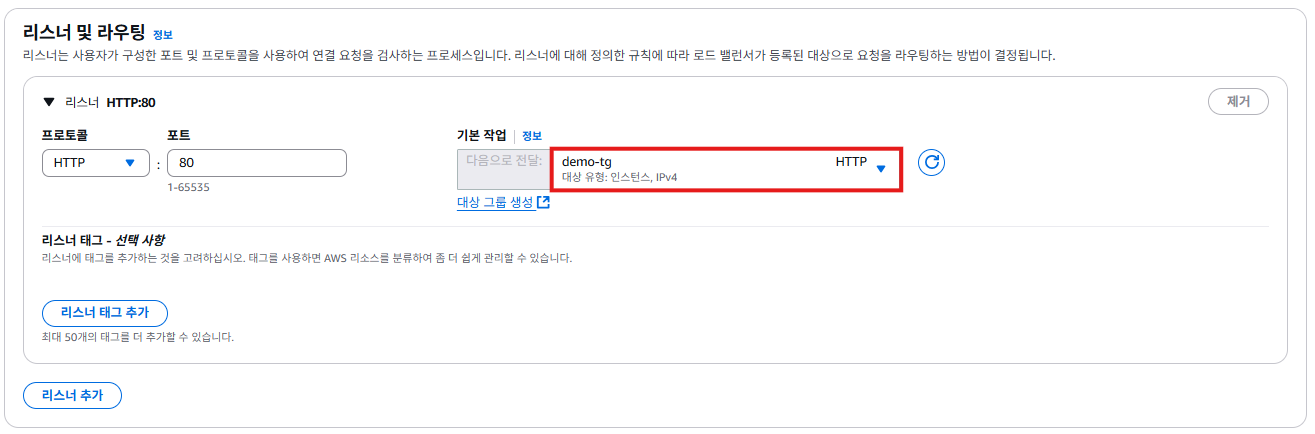 리스너 및 라우팅 정보
리스너는 사용자가 구성한 포트 및 프로토콜을 사용하여 연결 요청을 검사하는 프로세스입니다. 리스너에 대해 정의한 규칙에 따라 로드 밸런서가 등록된 대상으로 요청을 라우팅하는 방법이 결정됩니다.
리스너 HTTP:80
제거
프로토콜 포트 기본 작업 정보
HTTP : 80 다음으로 전달: demo-tg HTTP
대상 유형: 인스턴스, IPv4
1-65535
대상 그룹 생성
리스너 태그 - 선택 사항
리스너에 태그를 추가하는 것을 고려하십시오. 태그를 사용하면 AWS 리소스를 분류하여 좀 더 쉽게 관리할 수 있습니다.
리스너 태그 추가
최대 50개의 태그를 더 추가할 수 있습니다.
리스너 추가